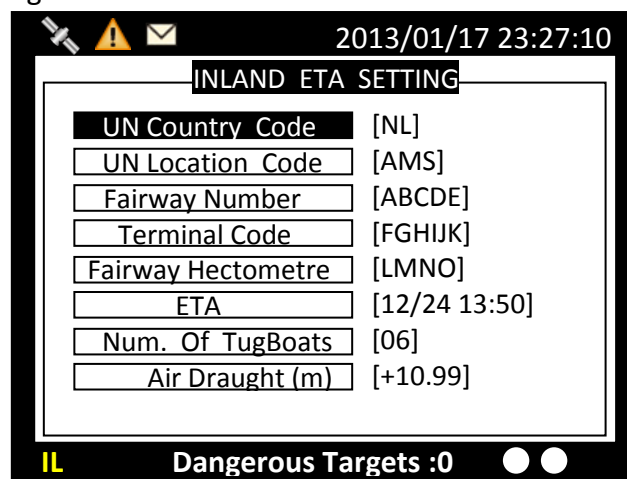 2013/01/17 23:27:10
INLAND ETA SETTING
UN Country Code [NL]
UN Location Code [AMS]
Fairway Number [ABCDE]
Terminal Code [FGHIJK]
Fairway Hectometre [LMNO]
ETA [12/24 13:50]
Num. Of TugBoats [06]
Air Draught (m) [+10.99]
IL Dangerous Targets :0